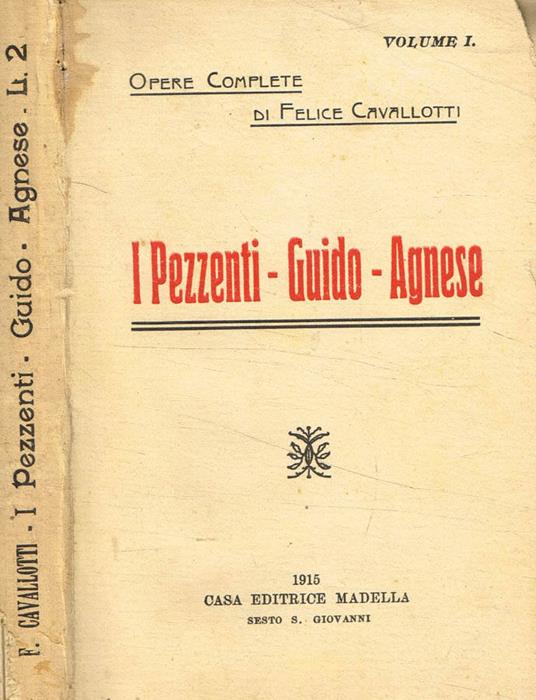 F. CAVALLOTTI - I Pezzenti - Guido - Agnese. Lt. 2
VOLUME I.
OPERE COMPLETE
DI FELICE CAVALLOTTI
I Pezzenti - Guido - Agnese
1915
CASA EDITRICE MADELLA
SESTO S. GIOVANNI